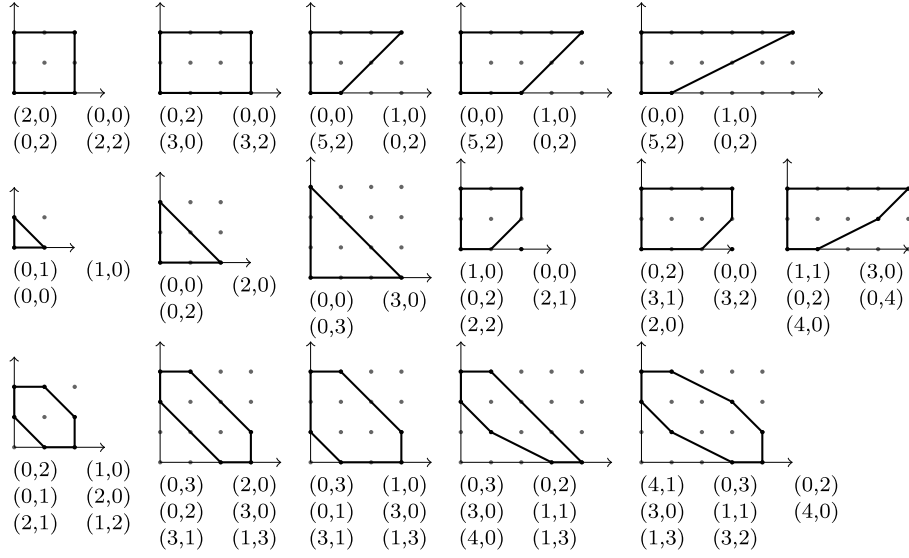 (2,0) (0,0) (0,2) (0,0) (0,0) (1,0) (0,0) (1,0) (0,0) (1,0)
(0,2) (2,2) (3,0) (3,2) (5,2) (0,2) (5,2) (0,2) (5,2) (0,2)
(0,1) (1,0) (0,0) (2,0) (0,0) (3,0) (1,0) (0,0) (0,2) (0,0) (1,1) (3,0)
(0,0) (0,2) (0,3) (0,2) (2,1) (3,1) (3,2) (0,2) (0,4)
(2,2) (2,0) (4,0)
(0,2) (1,0) (0,3) (2,0) (0,3) (1,0) (0,3) (0,2) (4,1) (0,3) (0,2)
(0,1) (2,0) (0,2) (3,0) (0,1) (3,0) (3,0) (1,1) (3,0) (1,1) (4,0)
(2,1) (1,2) (3,1) (1,3) (3,1) (1,3) (4,0) (1,3) (1,3) (3,2)